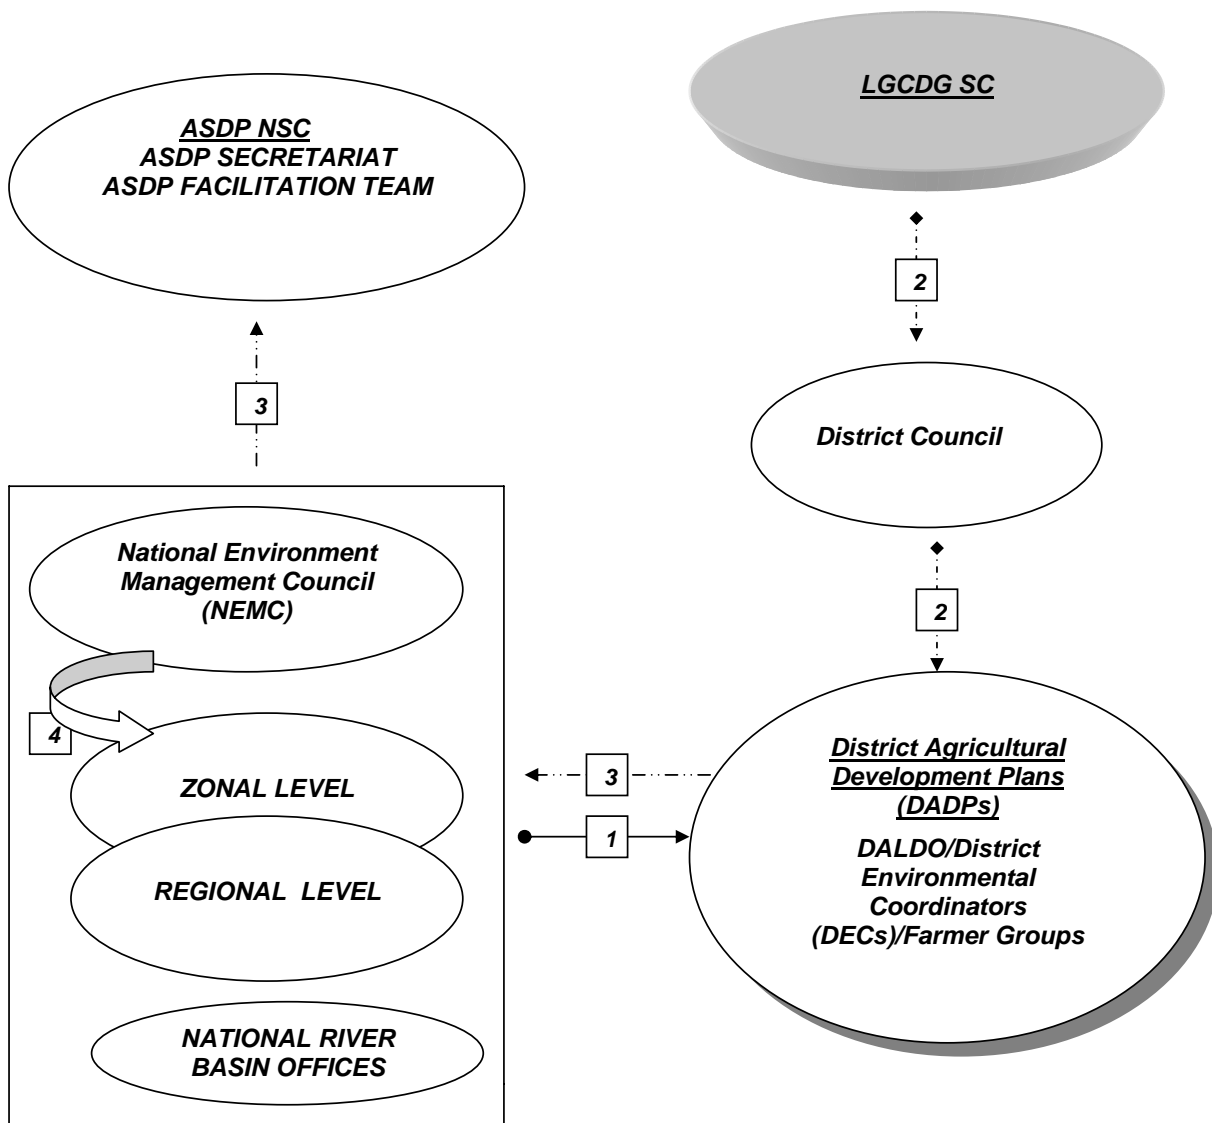 LGCDG SC
ASDP NSC
ASDP SECRETARIAT
ASDP FACILITATION TEAM
2
3
District Council
National Environment
Management Council
(NEMC)
2
4
ZONAL LEVEL
3
1
District Agricultural
Development Plans
(DADPs)
DALDO/District
Environmental
Coordinators
(DECs)/Farmer Groups
REGIONAL LEVEL
NATIONAL RIVER
BASIN OFFICES